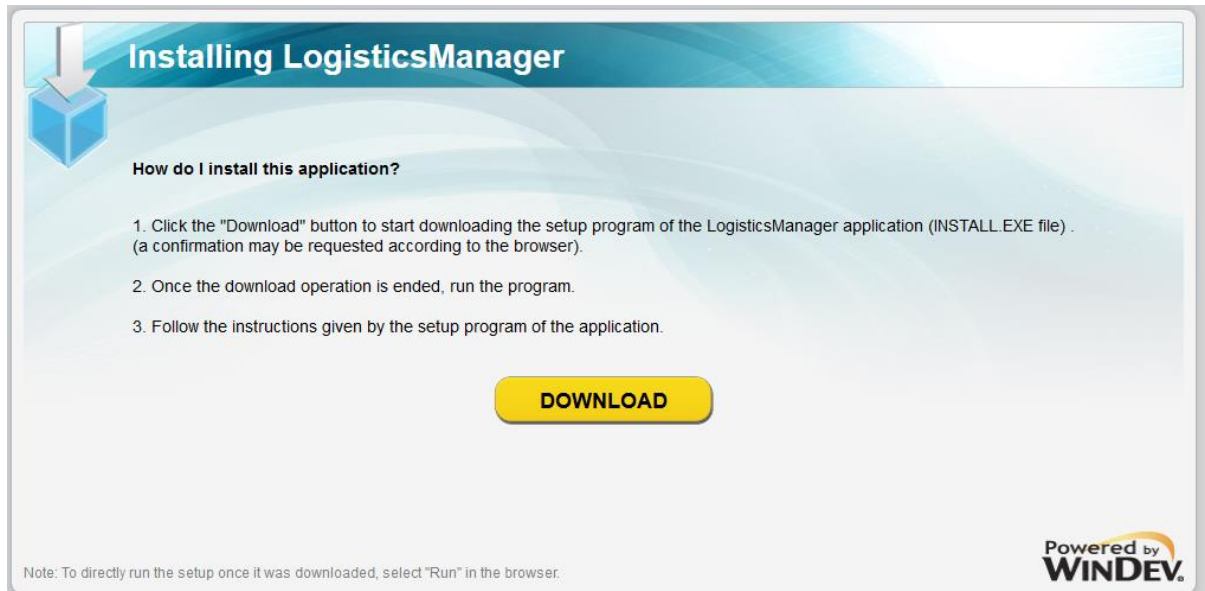 Installing LogisticsManager
How do I install this application?
1. Click the "Download" button to start downloading the setup program of the LogisticsManager application (INSTALL.EXE file) .
(a confirmation may be requested according to the browser).
2. Once the download operation is ended, run the program.
3. Follow the instructions given by the setup program of the application.
DOWNLOAD
Powered by
WINDEV®
Note: To directly run the setup once it was downloaded, select "Run" in the browser.